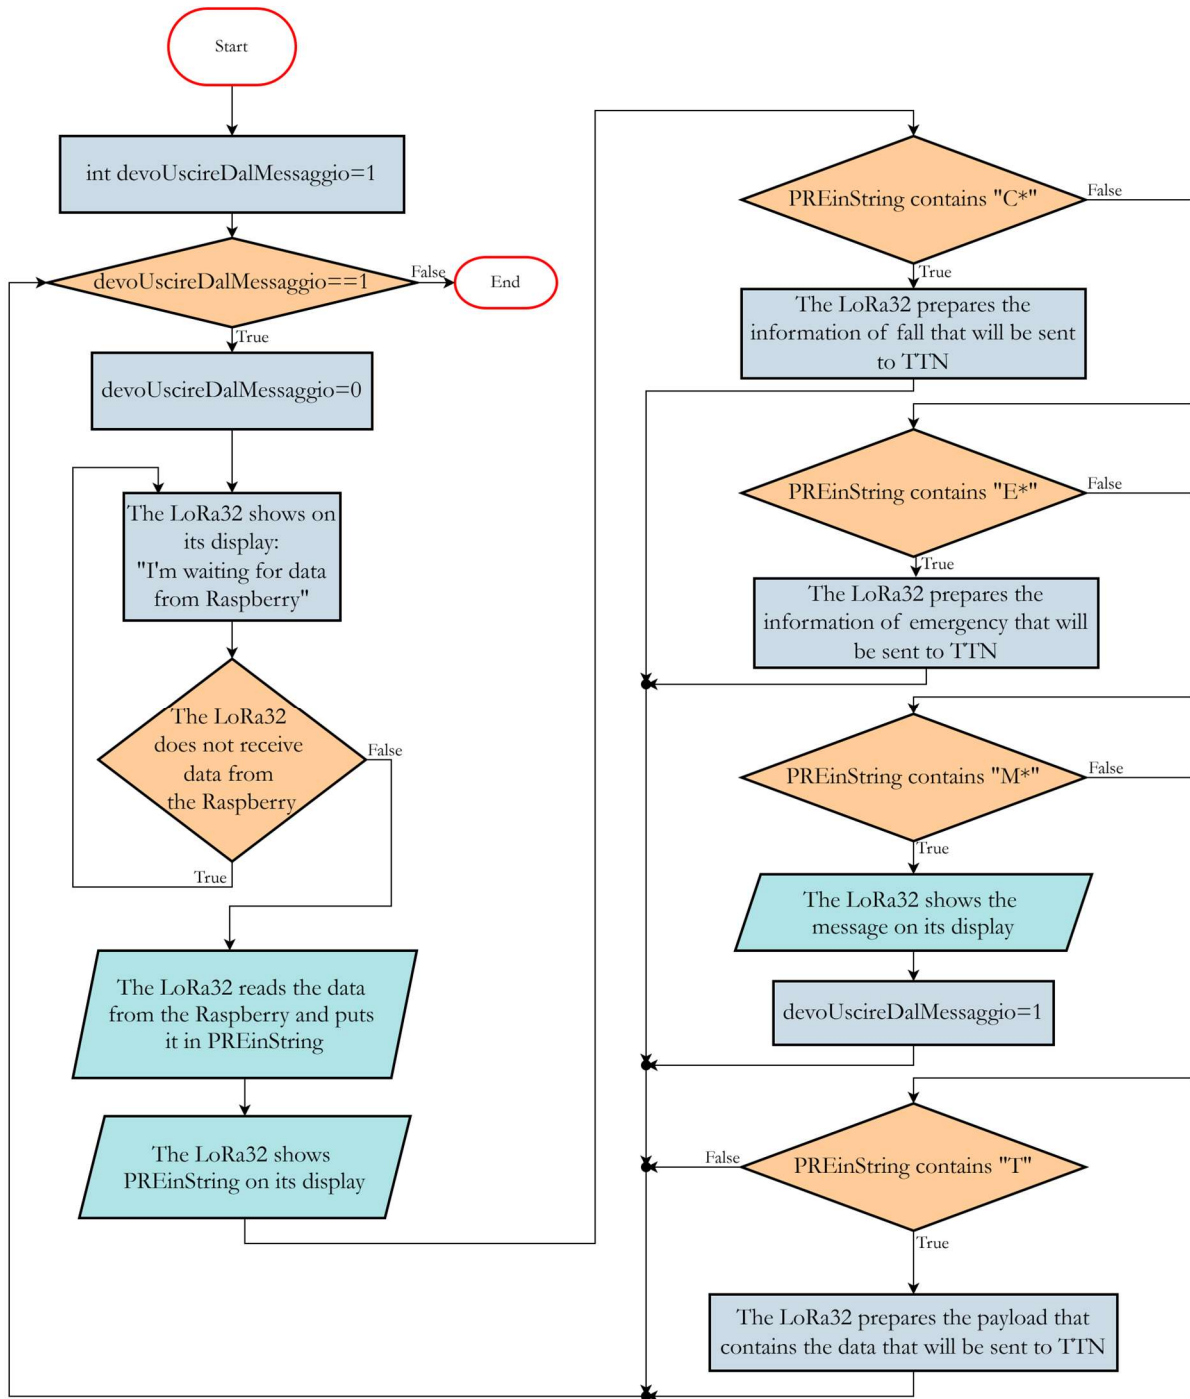 Start
int devoUscireDalMessaggio=1
devoUscireDalMessaggio==1
False
End
True
devoUscireDalMessaggio=0
The LoRa32 shows on
its display:
"I'm waiting for data
from Raspberry"
The LoRa32
does not receive
data from
the Raspberry
False
True
The LoRa32 reads the data
from the Raspberry and puts
it in PREinString
The LoRa32 shows
PREinString on its display
PREinString contains "C*"
False
True
The LoRa32 prepares the
information of fall that will be sent
to TTN
PREinString contains "E*"
False
True
The LoRa32 prepares the
information of emergency that will
be sent to TTN
PREinString contains "M*"
False
True
The LoRa32 shows the
message on its display
devoUscireDalMessaggio=1
False
PREinString contains "T"
True
The LoRa32 prepares the payload that
contains the data that will be sent to TTN